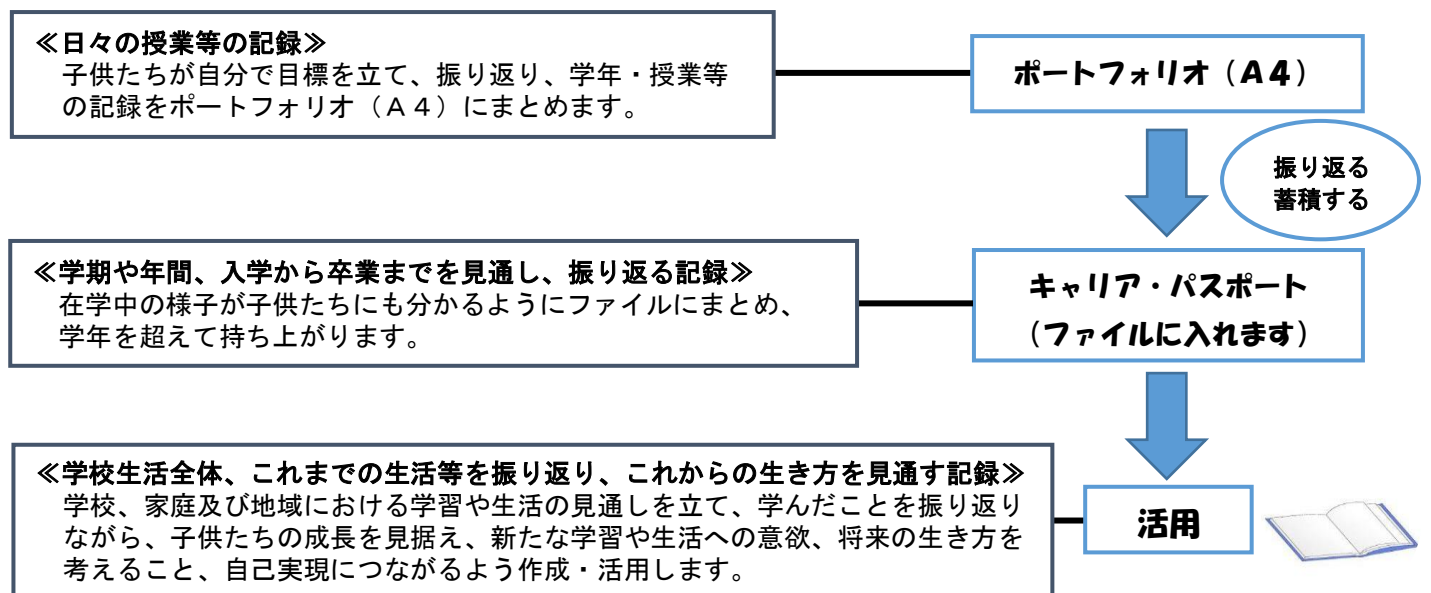 ≪日々の授業等の記録≫
子供たちが自分で目標を立て、振り返り、学年・授業等
の記録をポートフォリオ（Ａ４）にまとめます。
ポートフォリオ（A4）
振り返る
蓄積する
≪学期や年間、入学から卒業までを見通し、振り返る記録≫
在学中の様子が子供たちにも分かるようにファイルにまとめ、
学年を超えて持ち上がります。
キャリア・パスポート
（ファイルに入れます）
≪学校生活全体、これまでの生活等を振り返り、これからの生き方を見通す記録≫
学校、家庭及び地域における学習や生活の見通しを立て、学んだことを振り返り
ながら、子供たちの成長を見据え、新たな学習や生活への意欲、将来の生き方を
考えること、自己実現につながるよう作成・活用します。
活用